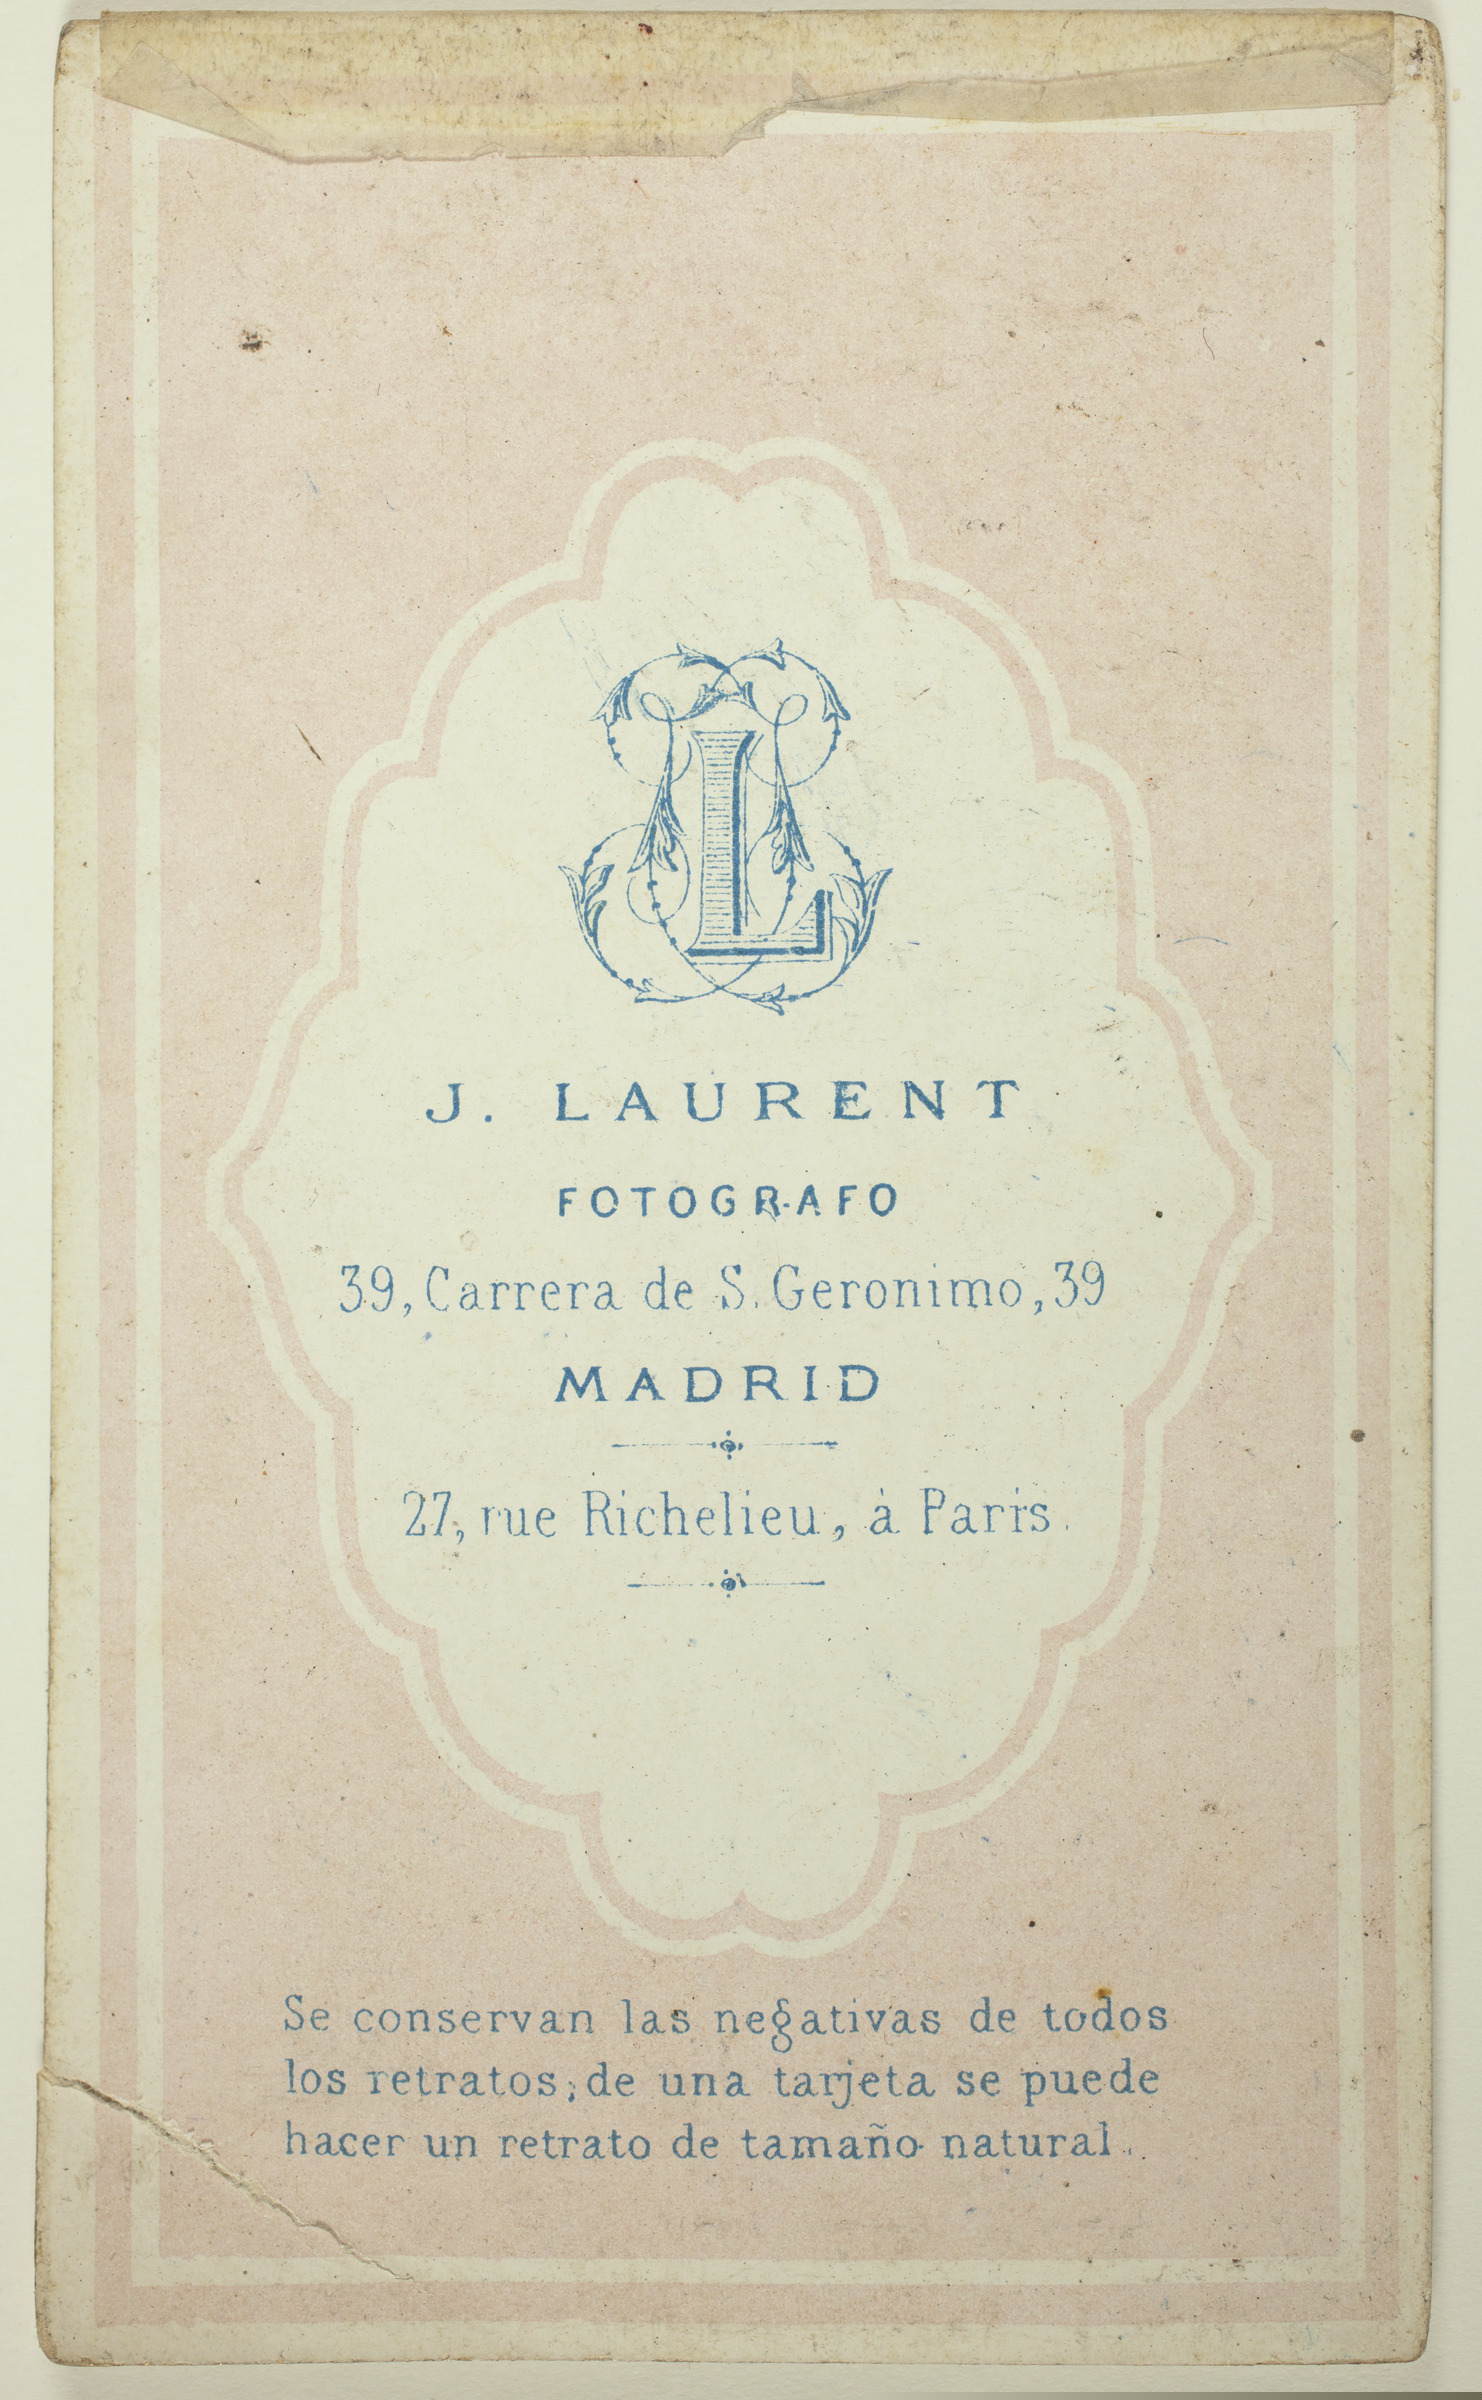 JL
J. LAURENT
FOTOGRAFO
39, Carrera de S. Geronimo, 39
MADRID
27, rue Richelieu, à Paris.
Se conservan las negativas de todos
los retratos; de una tarjeta se puede
hacer un retrato de tamaño natural.